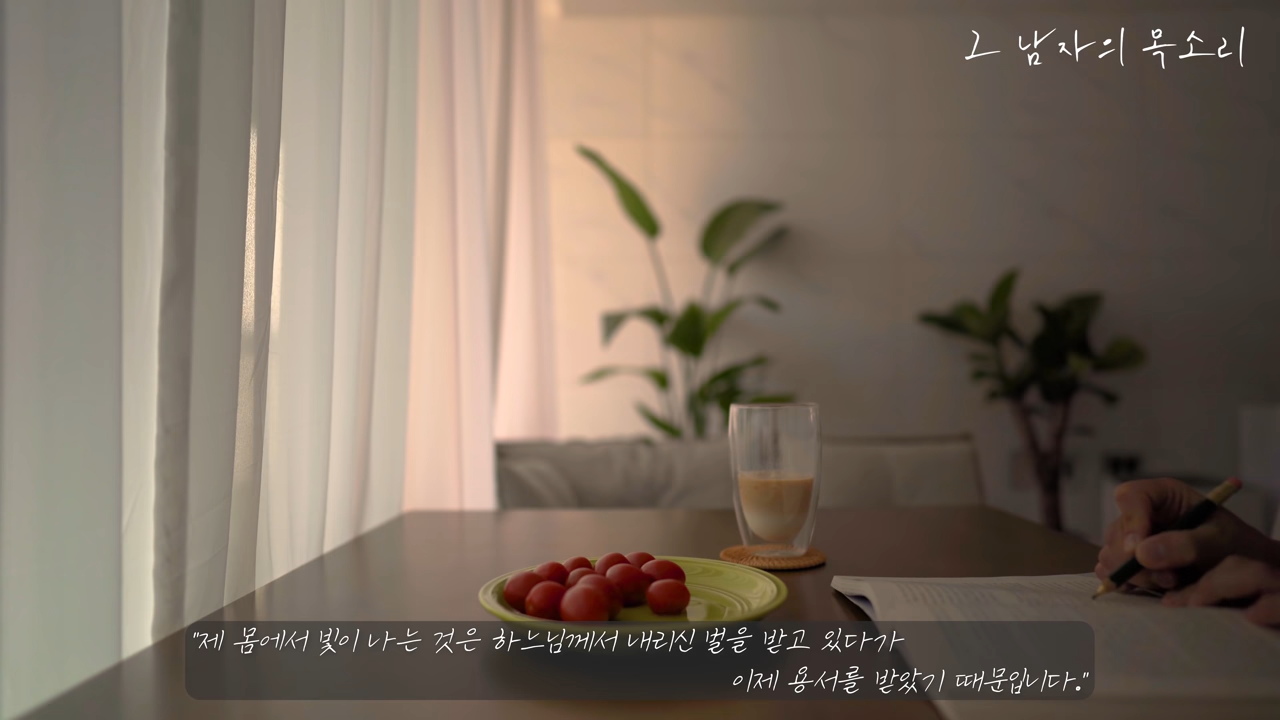 그 남자의 목소리
"제 몸에서 빛이 나는 것은 하느님께서 내리신 벌을 받고 있다가
이제 용서를 받았기 때문입니다."